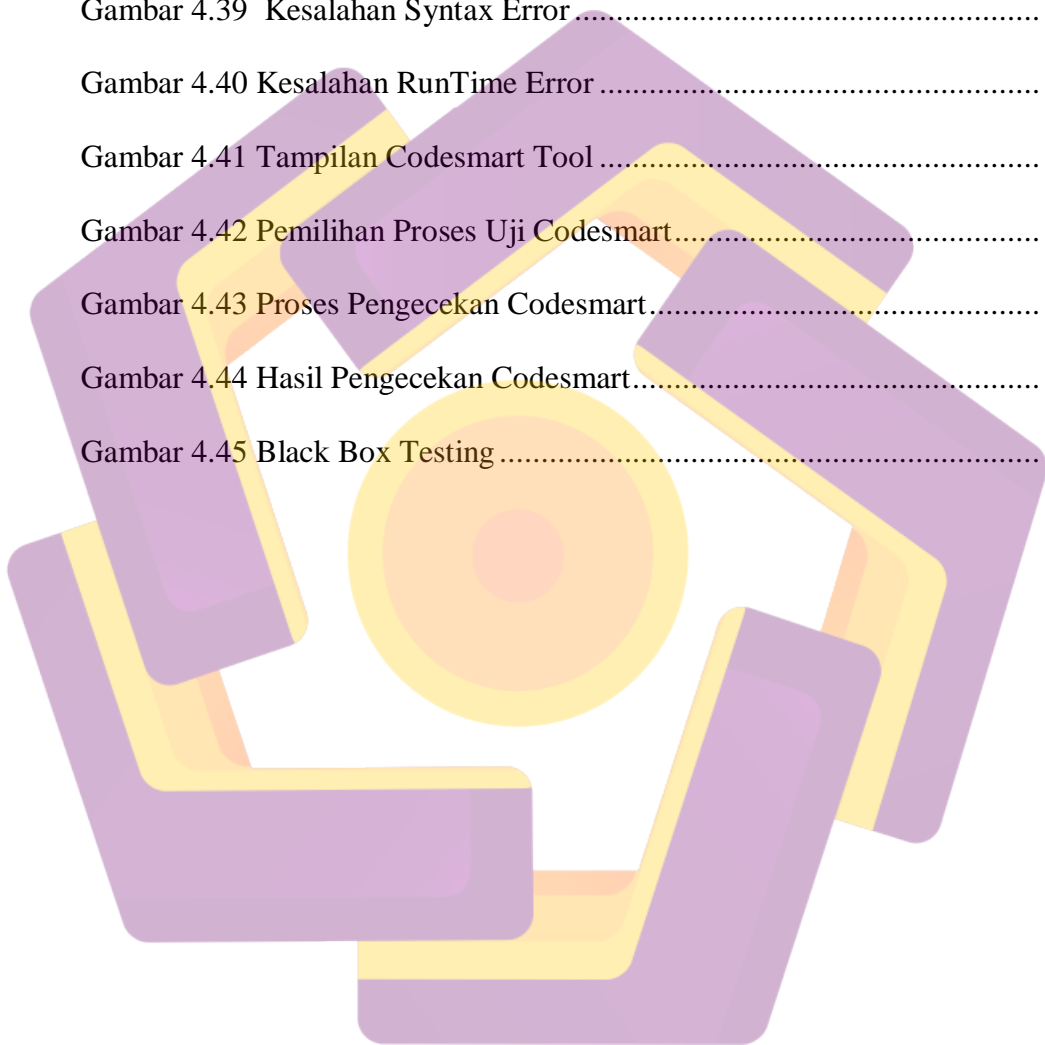 Gambar 4.39  Kesalahan Syntax Error ......................................................
Gambar 4.40 Kesalahan RunTime Error ...................................................
Gambar 4.41 Tampilan Codesmart Tool ...................................................
Gambar 4.42 Pemilihan Proses Uji Codesmart..........................................
Gambar 4.43 Proses Pengecekan Codesmart.............................................
Gambar 4.44 Hasil Pengecekan Codesmart...............................................
Gambar 4.45 Black Box Testing ...............................................................